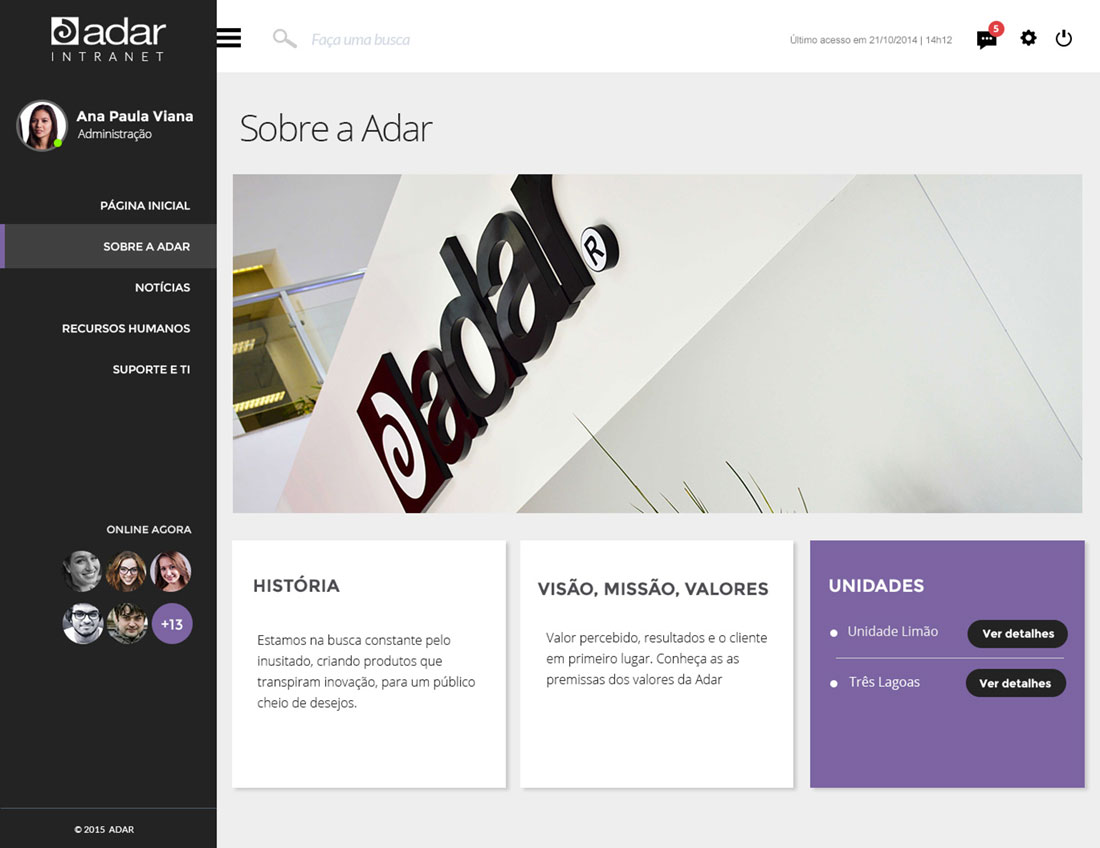 adar
INTRANET
Faça uma busca
Último acesso em 21/10/2014 | 14h12
5
Ana Paula Viana
Administração
PÁGINA INICIAL
SOBRE A ADAR
NOTÍCIAS
RECURSOS HUMANOS
SUPORTE E TI
ONLINE AGORA
+13
© 2015 ADAR
Sobre a Adar
adar®
HISTÓRIA
Estamos na busca constante pelo
inusitado, criando produtos que
transpiram inovação, para um público
cheio de desejos.
VISÃO, MISSÃO, VALORES
Valor percebido, resultados e o cliente
em primeiro lugar. Conheça as as
premissas dos valores da Adar
UNIDADES
Unidade Limão Ver detalhes
Três Lagoas Ver detalhes